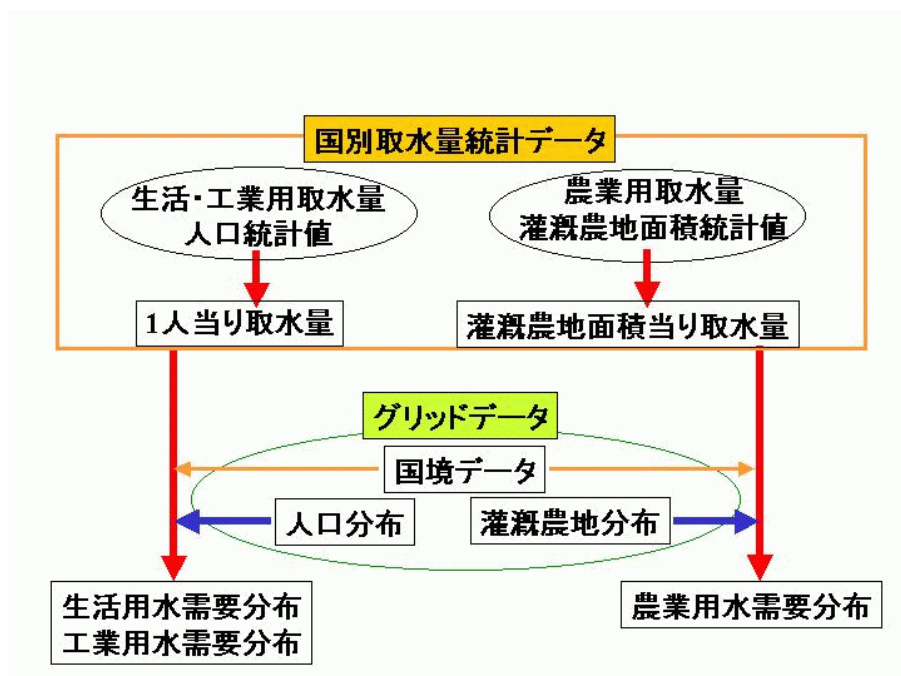 国別取水量統計データ
生活・工業用取水量
人口統計値
農業用取水量
灌漑農地面積統計値
1人当り取水量
灌漑農地面積当り取水量
グリッドデータ
国境データ
人口分布
灌漑農地分布
生活用水需要分布
工業用水需要分布
農業用水需要分布